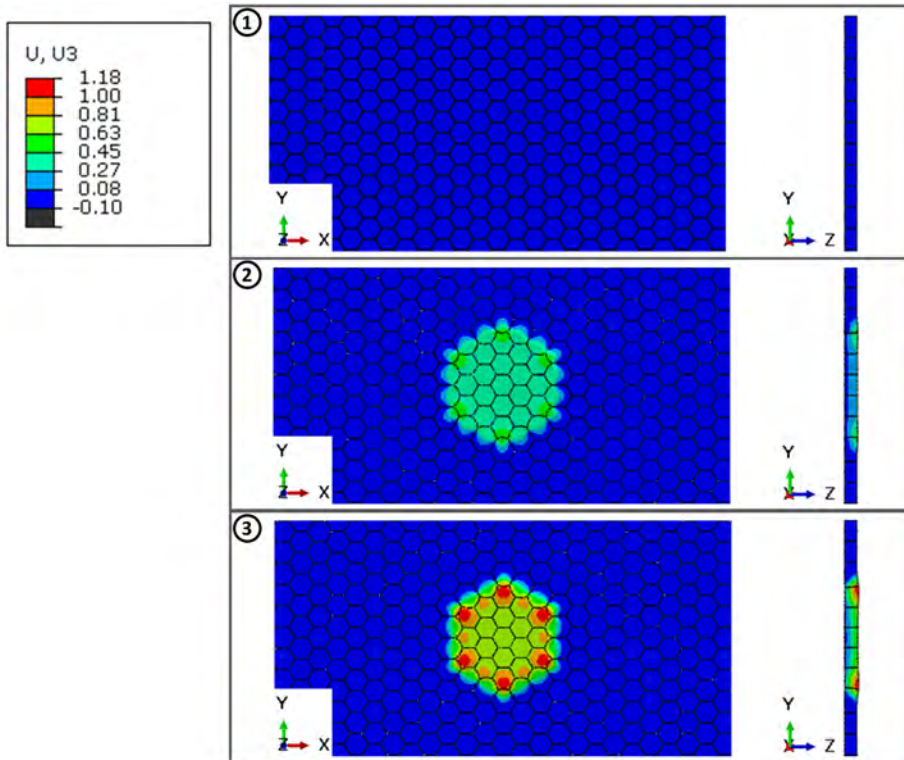 U, U3
1.18
1.00
0.81
0.63
0.45
0.27
0.08
-0.10
1
Y
Z X
Y
X Z
2
Y
Z X
Y
X Z
3
Y
Z X
Y
X Z